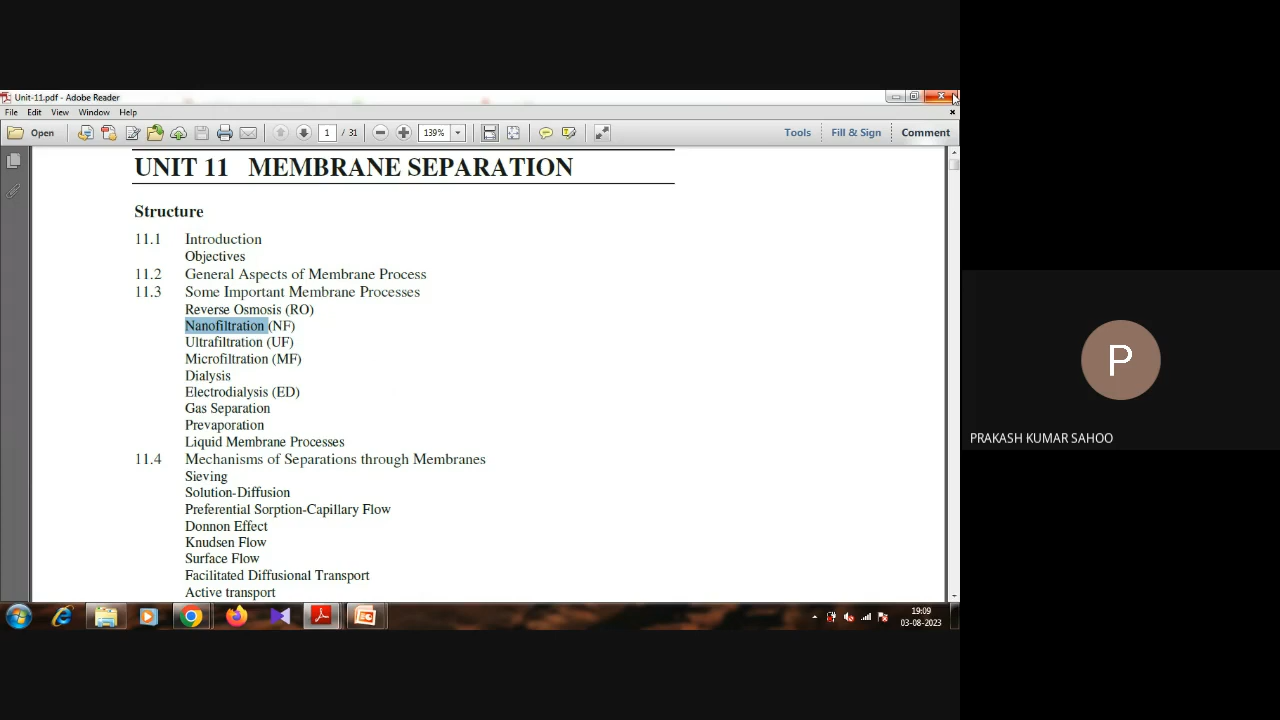 Unit-11.pdf - Adobe Reader
File Edit View Window Help
Open 1 / 31 139% Tools Fill & Sign Comment
UNIT 11 MEMBRANE SEPARATION
Structure
11.1 Introduction
Objectives
11.2 General Aspects of Membrane Process
11.3 Some Important Membrane Processes
Reverse Osmosis (RO)
Nanofiltration (NF)
Ultrafiltration (UF)
Microfiltration (MF)
Dialysis
Electrodialysis (ED)
Gas Separation
Prevaporation
Liquid Membrane Processes
11.4 Mechanisms of Separations through Membranes
Sieving
Solution-Diffusion
Preferential Sorption-Capillary Flow
Donnon Effect
Knudsen Flow
Surface Flow
Facilitated Diffusional Transport
Active transport
19:09
03-08-2023
P
PRAKASH KUMAR SAHOO